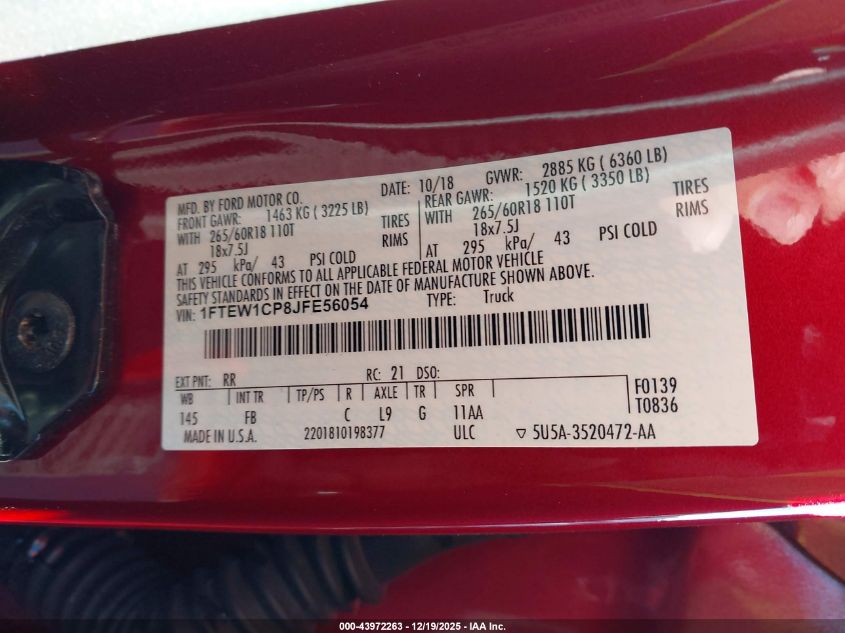 MFD. BY FORD MOTOR CO.
DATE: 10/18 GVWR: 2885 KG ( 6360 LB)
FRONT GAWR: 1463 KG ( 3225 LB)
REAR GAWR: 1520 KG ( 3350 LB)
WITH 265/60R18 110T TIRES
WITH 265/60R18 110T TIRES
18x7.5J RIMS
18x7.5J RIMS
AT 295 kPa/ 43 PSI COLD
AT 295 kPa/ 43 PSI COLD
THIS VEHICLE CONFORMS TO ALL APPLICABLE FEDERAL MOTOR VEHICLE
SAFETY STANDARDS IN EFFECT ON THE DATE OF MANUFACTURE SHOWN ABOVE.
VIN: 1FTEW1CP8JFE56054 TYPE: Truck
EXT PNT: RR RC: 21 DSO:
WB INT TR TP/PS R AXLE TR SPR F0139
145 FB C L9 G 11AA T0836
MADE IN U.S.A. 2201810198377 ULC ▽ 5U5A-3520472-AA
000-43972263 - 12/19/2025 - IAA Inc.